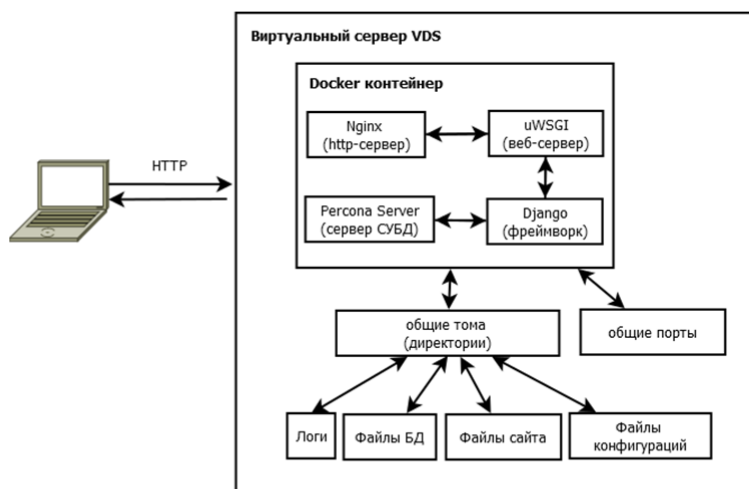 Виртуальный сервер VDS
Docker контейнер
Nginx
(http-сервер)
uWSGI
(веб-сервер)
HTTP
Percona Server
(сервер СУБД)
Django
(фреймворк)
общие тома
(директории)
общие порты
Логи
Файлы БД
Файлы сайта
Файлы
конфигураций